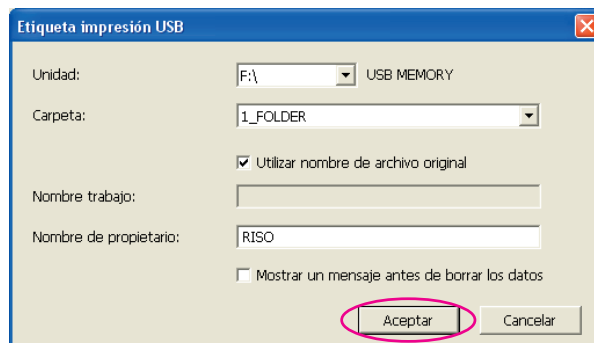 Etiqueta impresión USB
Unidad: F:\ USB MEMORY
Carpeta: 1_FOLDER
Utilizar nombre de archivo original
Nombre trabajo:
Nombre de propietario: RISO
Mostrar un mensaje antes de borrar los datos
Aceptar Cancelar